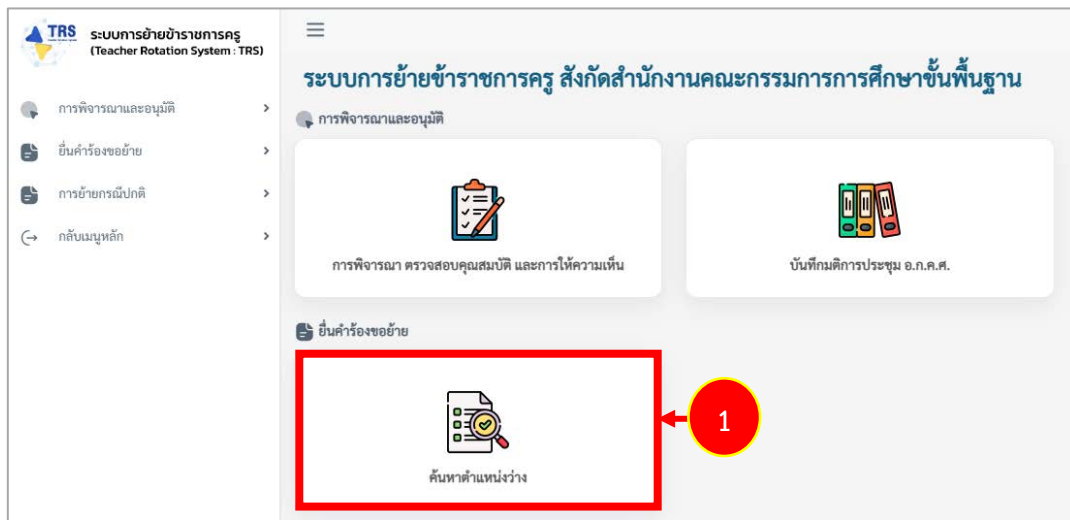 TRS
ระบบการย้ายข้าราชการครู
(Teacher Rotation System : TRS)
การพิจารณาและอนุมัติ
ยื่นคำร้องขอย้าย
การย้ายกรณีปกติ
กลับเมนูหลัก
ระบบการย้ายข้าราชการครู สังกัดสำนักงานคณะกรรมการการศึกษาขั้นพื้นฐาน
การพิจารณาและอนุมัติ
การพิจารณา ตรวจสอบคุณสมบัติ และการให้ความเห็น
บันทึกมติการประชุม อ.ก.ค.ศ.
ยื่นคำร้องขอย้าย
ค้นหาตำแหน่งว่าง
1